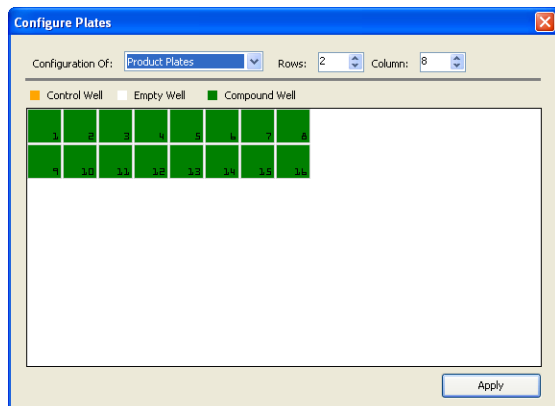 Configure Plates
Configuration Of: Product Plates Rows: 2 Column: 8
Control Well Empty Well Compound Well
1 2 3 4 5 6 7 8
9 10 11 12 13 14 15 16
Apply